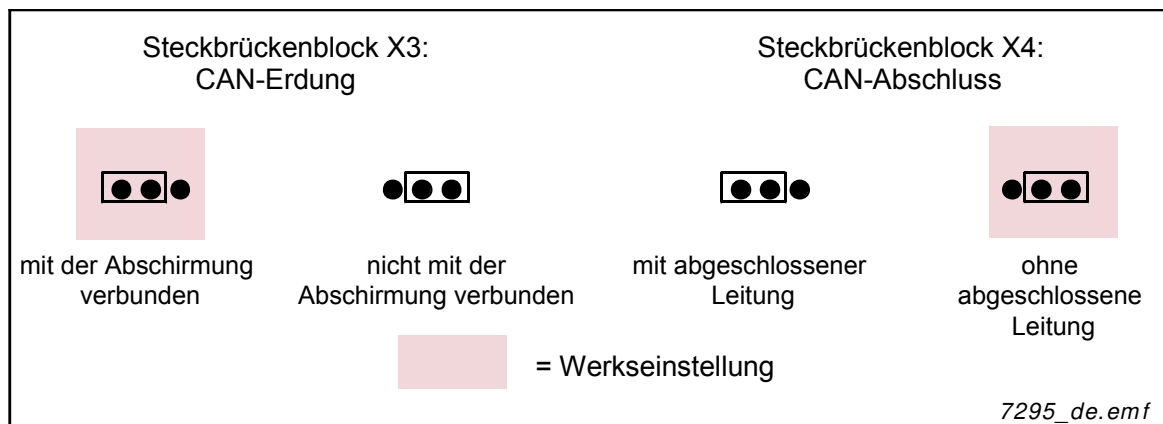 Steckbrückenblock X3:
CAN-Erdung
Steckbrückenblock X4:
CAN-Abschluss
mit der Abschirmung
verbunden
nicht mit der
Abschirmung verbunden
mit abgeschlossener
Leitung
ohne
abgeschlossene
Leitung
= Werkseinstellung
7295_de.emf